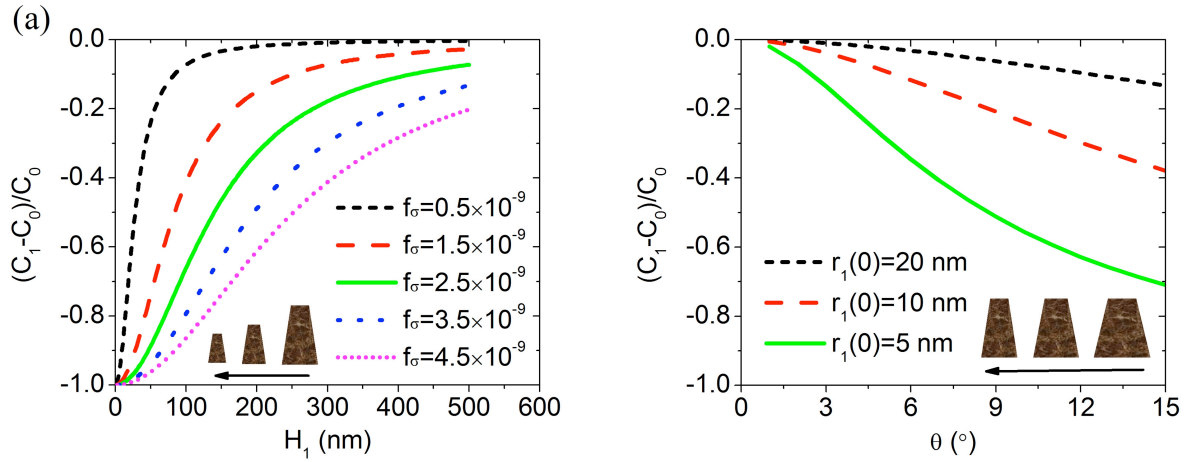 (a)
0.0
-0.2
-0.4
-0.6
-0.8
-1.0
(C₁-C₀)/C₀
fσ=0.5×10⁻⁹
fσ=1.5×10⁻⁹
fσ=2.5×10⁻⁹
fσ=3.5×10⁻⁹
fσ=4.5×10⁻⁹
0 100 200 300 400 500 600
H₁ (nm)
0.0
-0.2
-0.4
-0.6
-0.8
-1.0
(C₁-C₀)/C₀
r₁(0)=20 nm
r₁(0)=10 nm
r₁(0)=5 nm
0 3 6 9 12 15
θ (°)